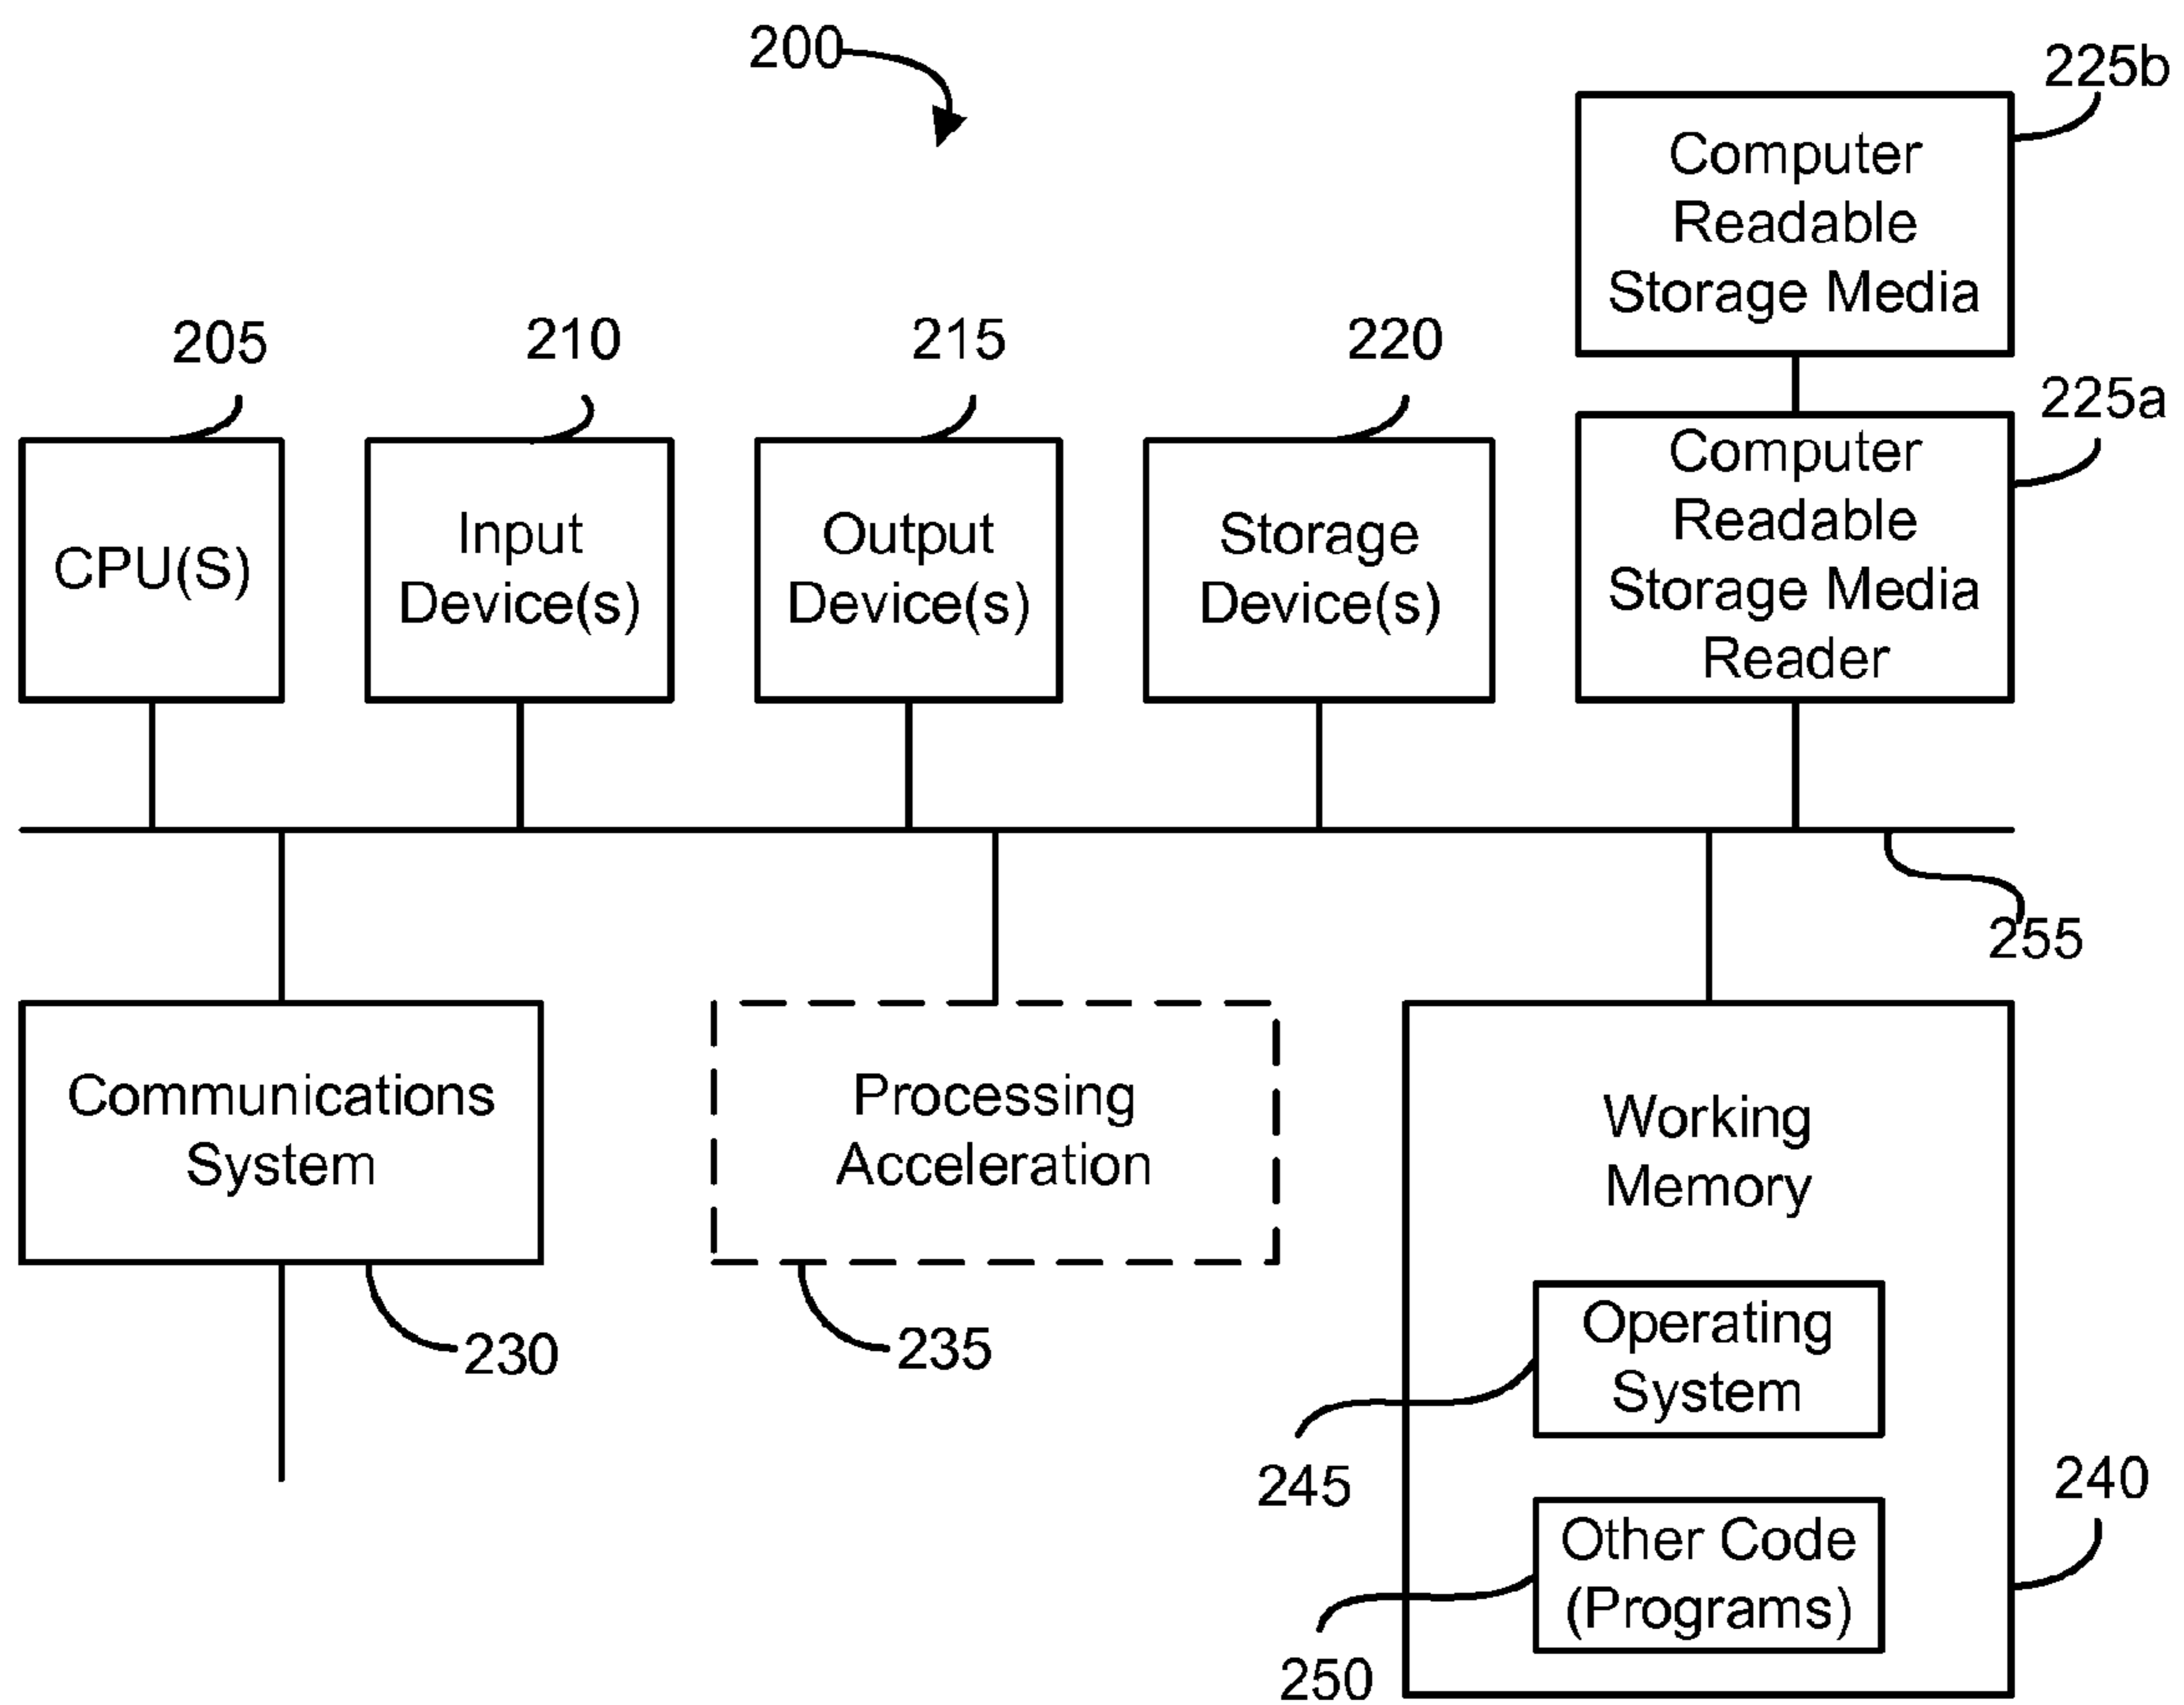 200
225b
Computer
Readable
Storage Media
205
210
215
220
225a
CPU(S)
Input
Device(s)
Output
Device(s)
Storage
Device(s)
Computer
Readable
Storage Media
Reader
255
Communications
System
Processing
Acceleration
Working
Memory
230
235
Operating
System
245
240
Other Code
(Programs)
250